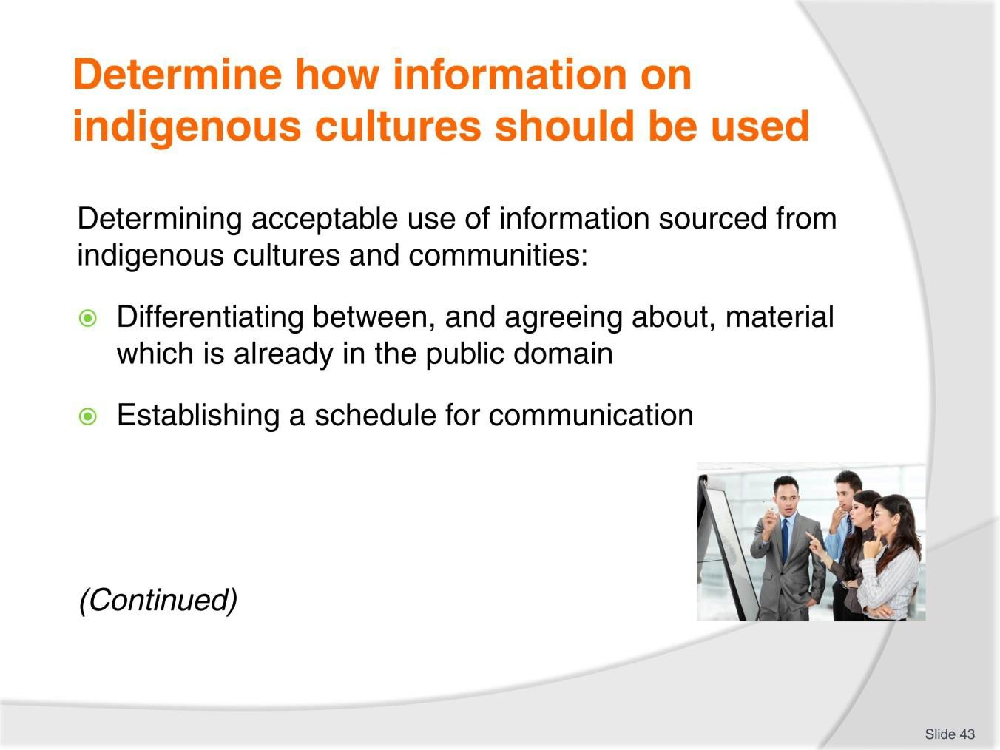 Determine how information on
indigenous cultures should be used
Determining acceptable use of information sourced from
indigenous cultures and communities:
Differentiating between, and agreeing about, material
which is already in the public domain
Establishing a schedule for communication
(Continued)
Slide 43